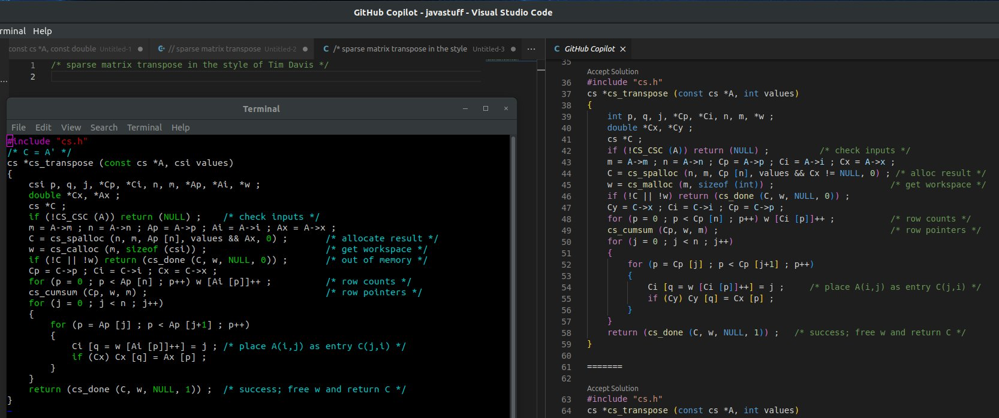 GitHub Copilot - javastuff - Visual Studio Code
rminal Help
const cs *A, const double Untitled-1 ● // sparse matrix transpose Untitled-2 ● C /* sparse matrix transpose in the style Untitled-3 ● ···
1 /* sparse matrix transpose in the style of Tim Davis */
2
...
Terminal
File Edit View Search Terminal Help
#include "cs.h"
/* C = A' */
cs *cs_transpose (const cs *A, csi values)
{
    csi p, q, j, *Cp, *Ci, n, m, *Ap, *Ai, *w ;
    double *Cx, *Ax ;
    cs *C ;
    if (!CS_CSC (A)) return (NULL) ;    /* check inputs */
    m = A->m ; n = A->n ; Ap = A->p ; Ai = A->i ; Ax = A->x ;
    C = cs_spalloc (n, m, Ap [n], values && Ax, 0) ;       /* allocate result */
    w = cs_calloc (m, sizeof (csi)) ;                      /* get workspace */
    if (!C || !w) return (cs_done (C, w, NULL, 0)) ;       /* out of memory */
    Cp = C->p ; Ci = C->i ; Cx = C->x ;
    for (p = 0 ; p < Ap [n] ; p++) w [Ai [p]]++ ;          /* row counts */
    cs_cumsum (Cp, w, m) ;                                 /* row pointers */
    for (j = 0 ; j < n ; j++)
    {
        for (p = Ap [j] ; p < Ap [j+1] ; p++)
        {
            Ci [q = w [Ai [p]]++] = j ; /* place A(i,j) as entry C(j,i) */
            if (Cx) Cx [q] = Ax [p] ;
        }
    }
    return (cs_done (C, w, NULL, 1)) ;  /* success; free w and return C */
}
~
C GitHub Copilot ×
35
Accept Solution
36 #include "cs.h"
37 cs *cs_transpose (const cs *A, int values)
38 {
39     int p, q, j, *Cp, *Ci, n, m, *w ;
40     double *Cx, *Cy ;
41     cs *C ;
42     if (!CS_CSC (A)) return (NULL) ;          /* check inputs */
43     m = A->m ; n = A->n ; Cp = A->p ; Ci = A->i ; Cx = A->x ;
44     C = cs_spalloc (n, m, Cp [n], values && Cx != NULL, 0) ; /* alloc result */
45     w = cs_malloc (m, sizeof (int)) ;                       /* get workspace */
46     if (!C || !w) return (cs_done (C, w, NULL, 0)) ;
47     Cy = C->x ; Ci = C->i ; Cp = C->p ;
48     for (p = 0 ; p < Cp [n] ; p++) w [Ci [p]]++ ;           /* row counts */
49     cs_cumsum (Cp, w, m) ;                                  /* row pointers */
50     for (j = 0 ; j < n ; j++)
51     {
52         for (p = Cp [j] ; p < Cp [j+1] ; p++)
53         {
54             Ci [q = w [Ci [p]]++] = j ;     /* place A(i,j) as entry C(j,i) */
55             if (Cy) Cy [q] = Cx [p] ;
56         }
57     }
58     return (cs_done (C, w, NULL, 1)) ;   /* success; free w and return C */
59 }
60
61 =======
62
Accept Solution
63 #include "cs.h"
64 cs *cs_transpose (const cs *A, int values)